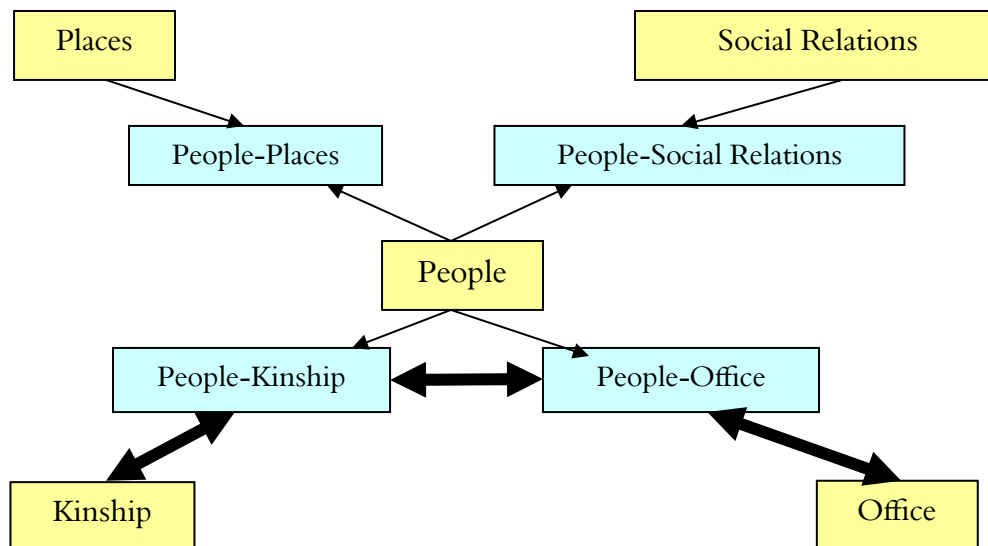 Places
Social Relations
People-Places
People-Social Relations
People
People-Kinship
People-Office
Kinship
Office